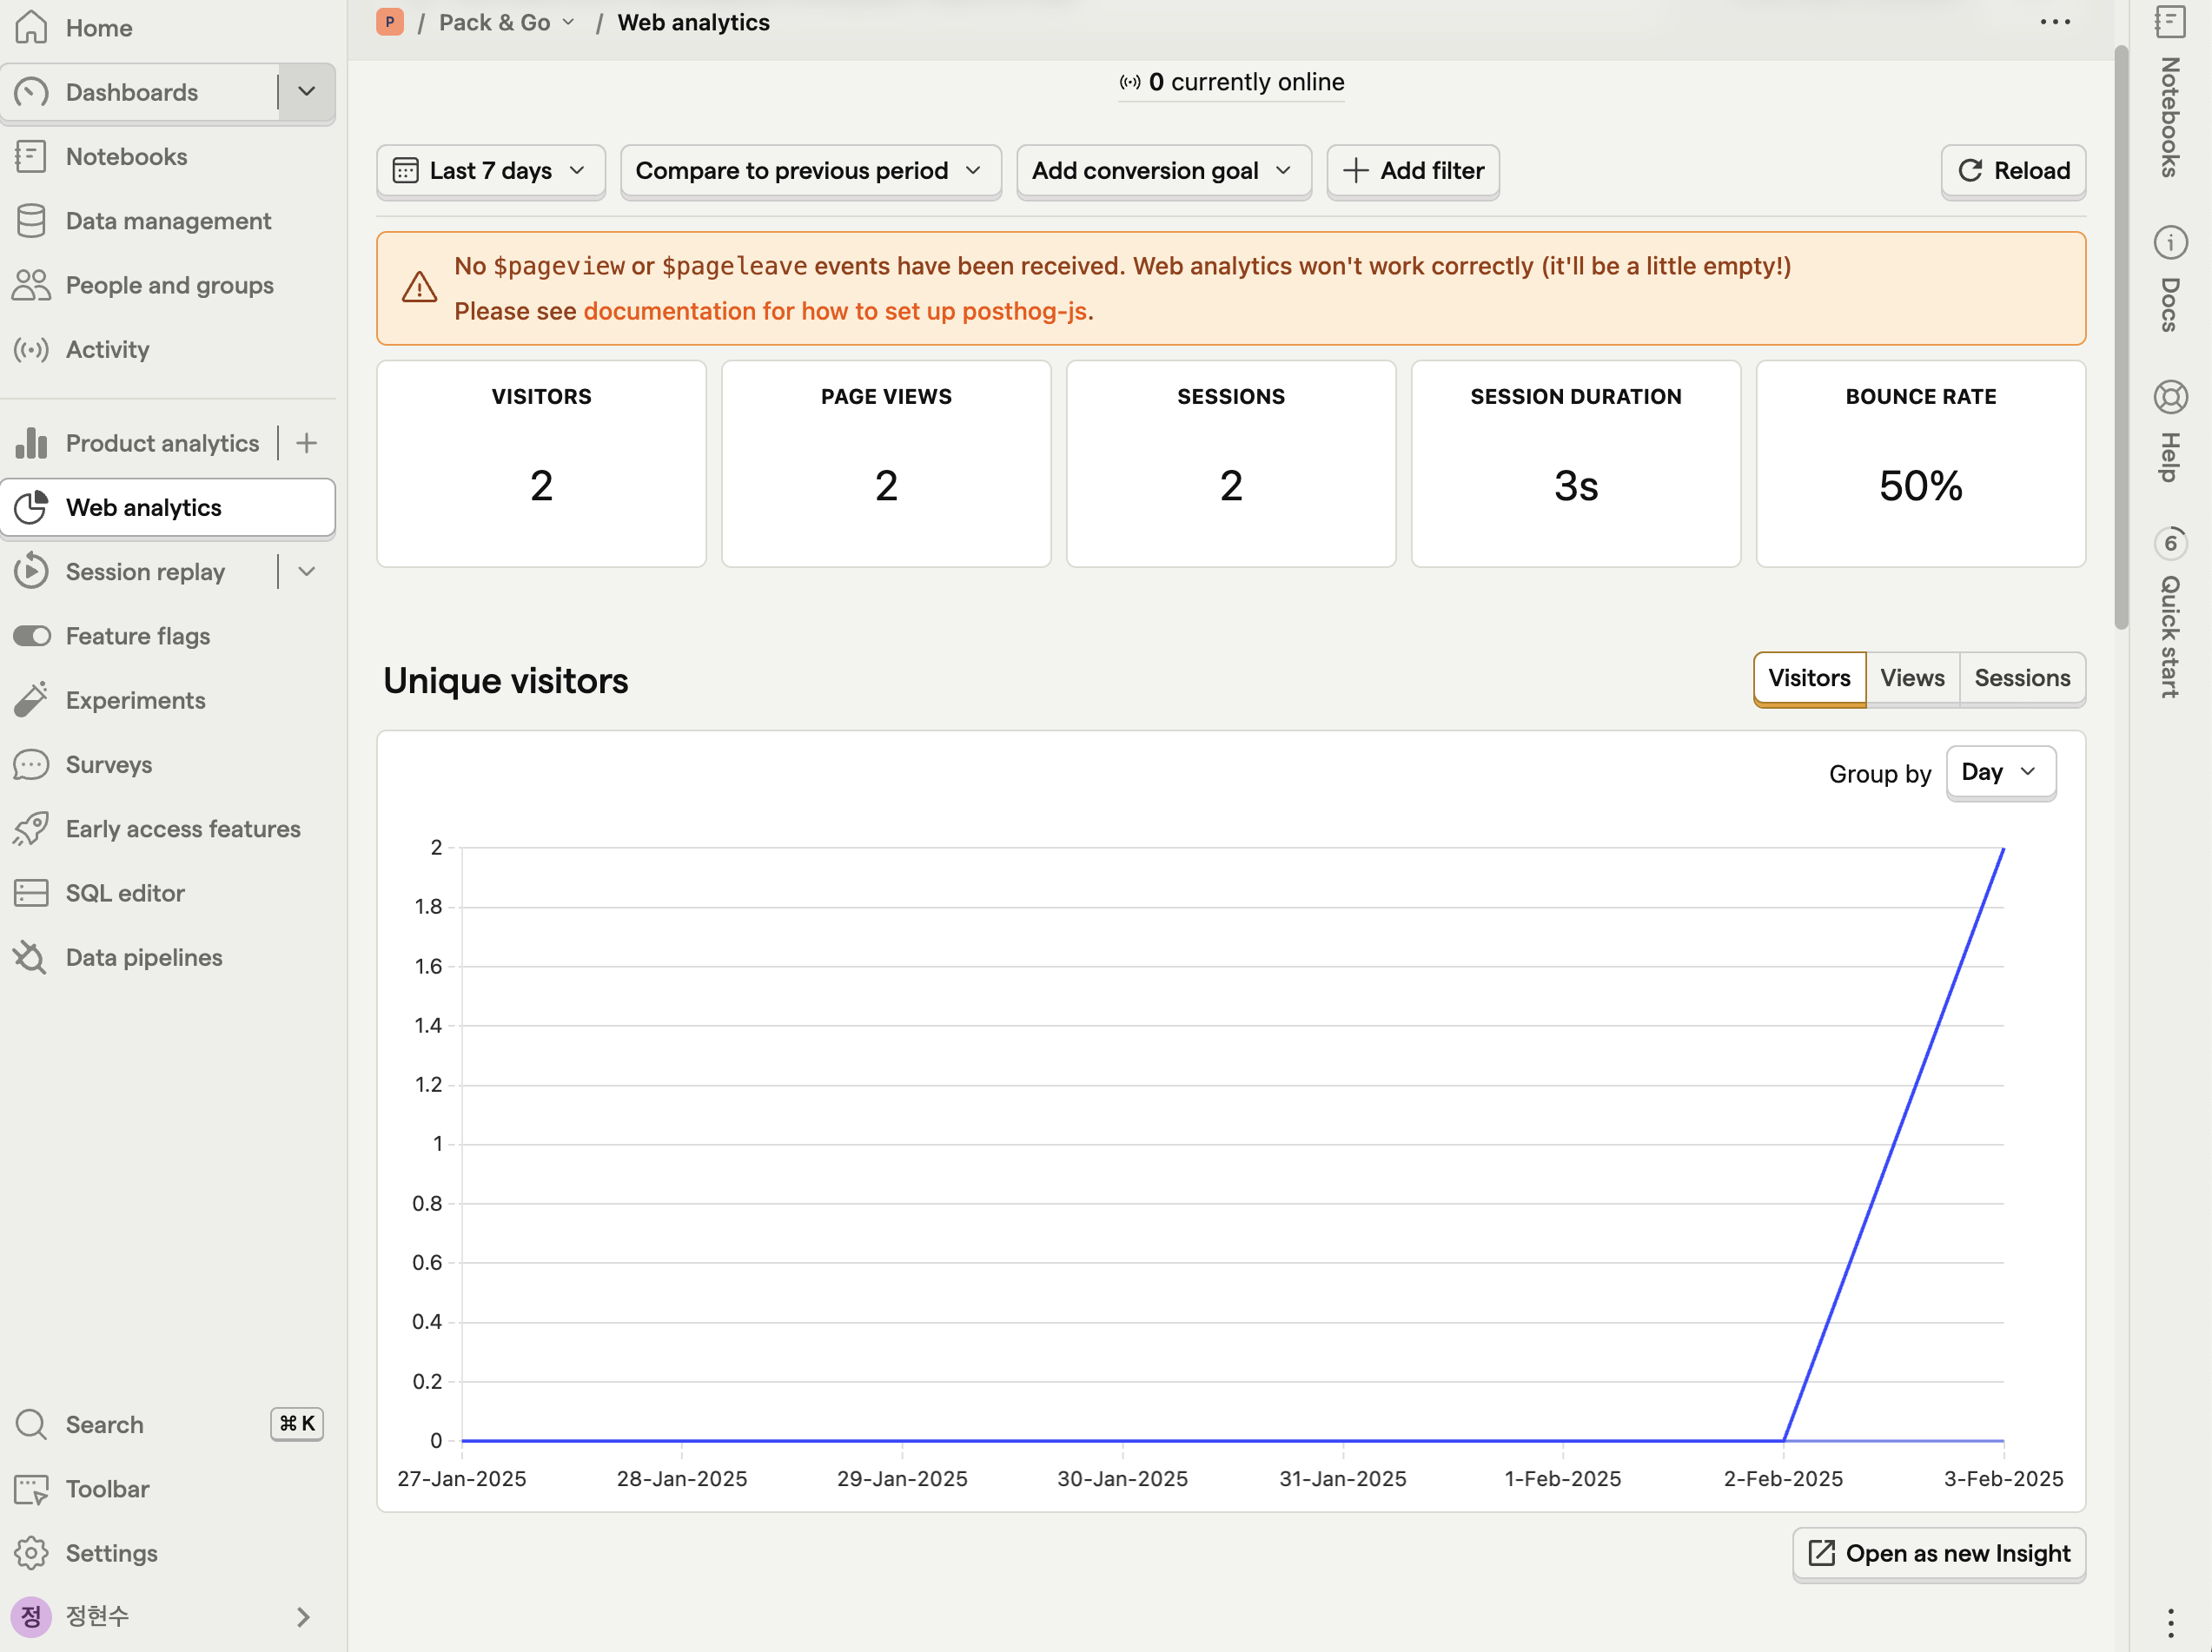 Home
Dashboards
Notebooks
Data management
People and groups
Activity
Product analytics
Web analytics
Session replay
Feature flags
Experiments
Surveys
Early access features
SQL editor
Data pipelines
Search
⌘ K
Toolbar
Settings
정 정현수
P / Pack & Go / Web analytics
0 currently online
Last 7 days
Compare to previous period
Add conversion goal
Add filter
Reload
No $pageview or $pageleave events have been received. Web analytics won't work correctly (it'll be a little empty!)
Please see documentation for how to set up posthog-js.
VISITORS
2
PAGE VIEWS
2
SESSIONS
2
SESSION DURATION
3s
BOUNCE RATE
50%
Unique visitors
Visitors
Views
Sessions
Group by Day
2
1.8
1.6
1.4
1.2
1
0.8
0.6
0.4
0.2
0
27-Jan-2025
28-Jan-2025
29-Jan-2025
30-Jan-2025
31-Jan-2025
1-Feb-2025
2-Feb-2025
3-Feb-2025
Open as new Insight
Notebooks
Docs
Help
6
Quick start